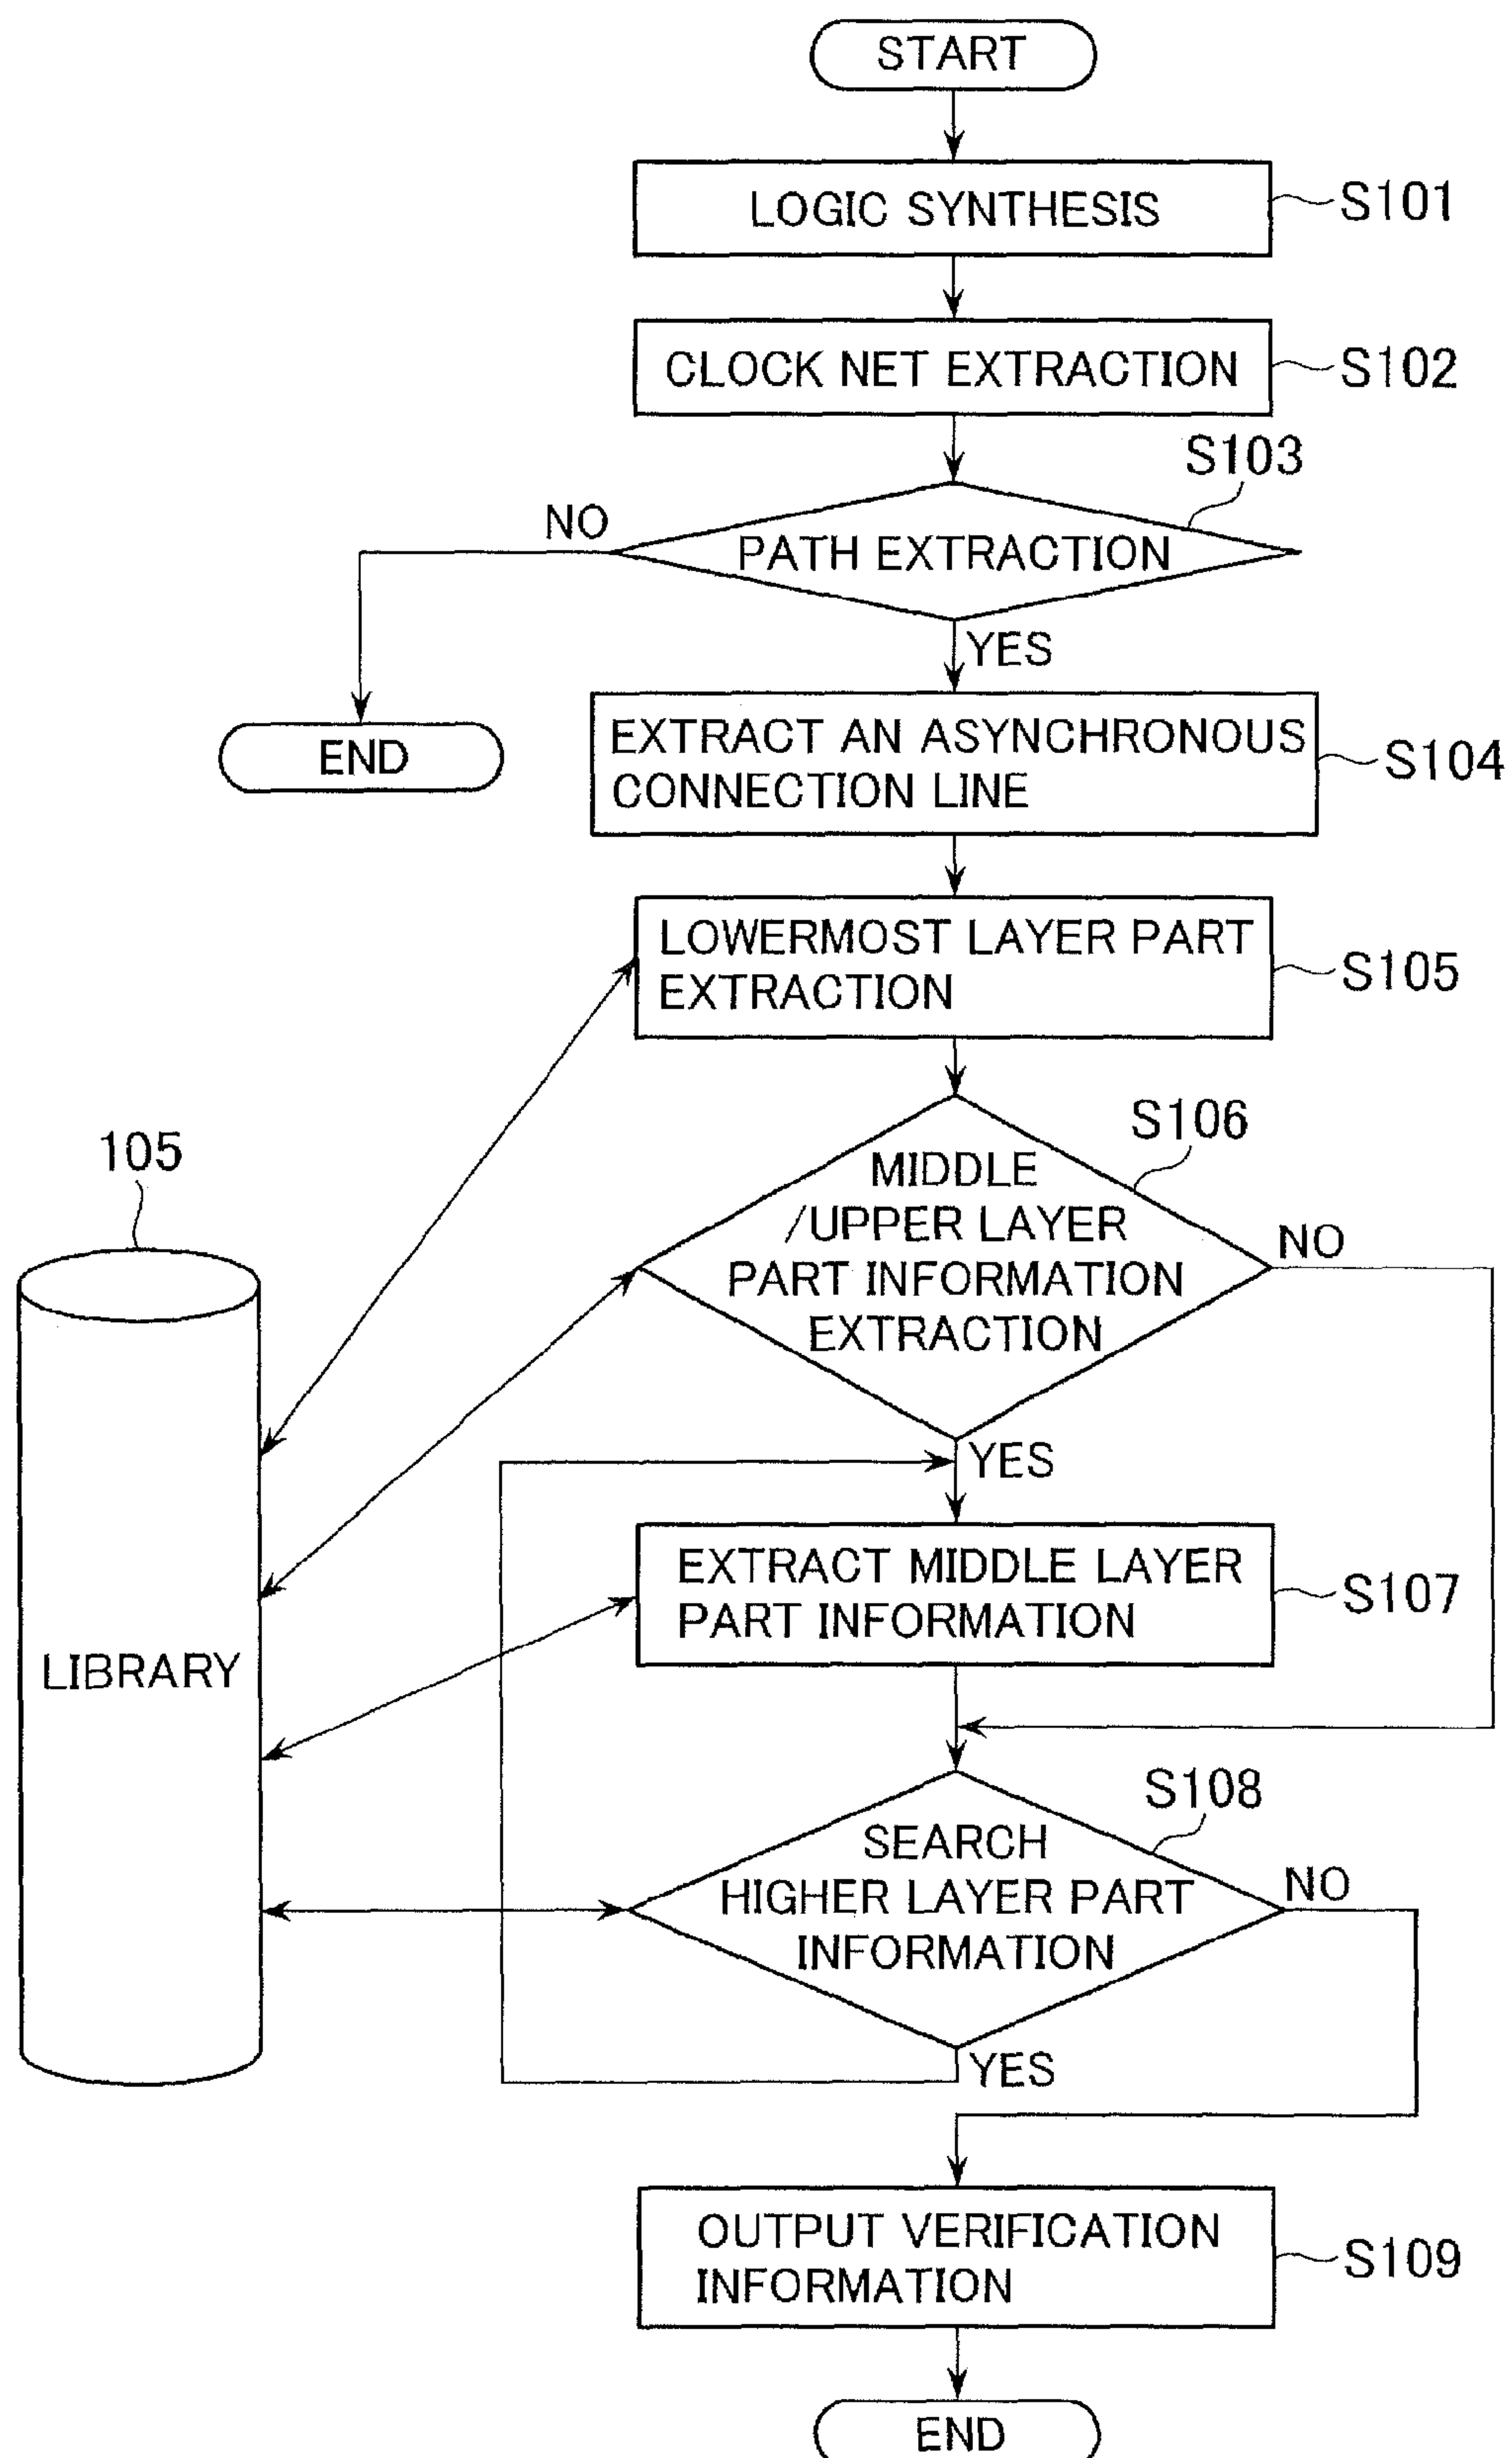 START
LOGIC SYNTHESIS
S101
CLOCK NET EXTRACTION
S102
S103
NO
PATH EXTRACTION
YES
END
EXTRACT AN ASYNCHRONOUS
CONNECTION LINE
S104
LOWERMOST LAYER PART
EXTRACTION
S105
105
S106
MIDDLE
/UPPER LAYER
PART INFORMATION
EXTRACTION
NO
YES
EXTRACT MIDDLE LAYER
PART INFORMATION
S107
LIBRARY
S108
SEARCH
HIGHER LAYER PART
INFORMATION
NO
YES
OUTPUT VERIFICATION
INFORMATION
S109
END